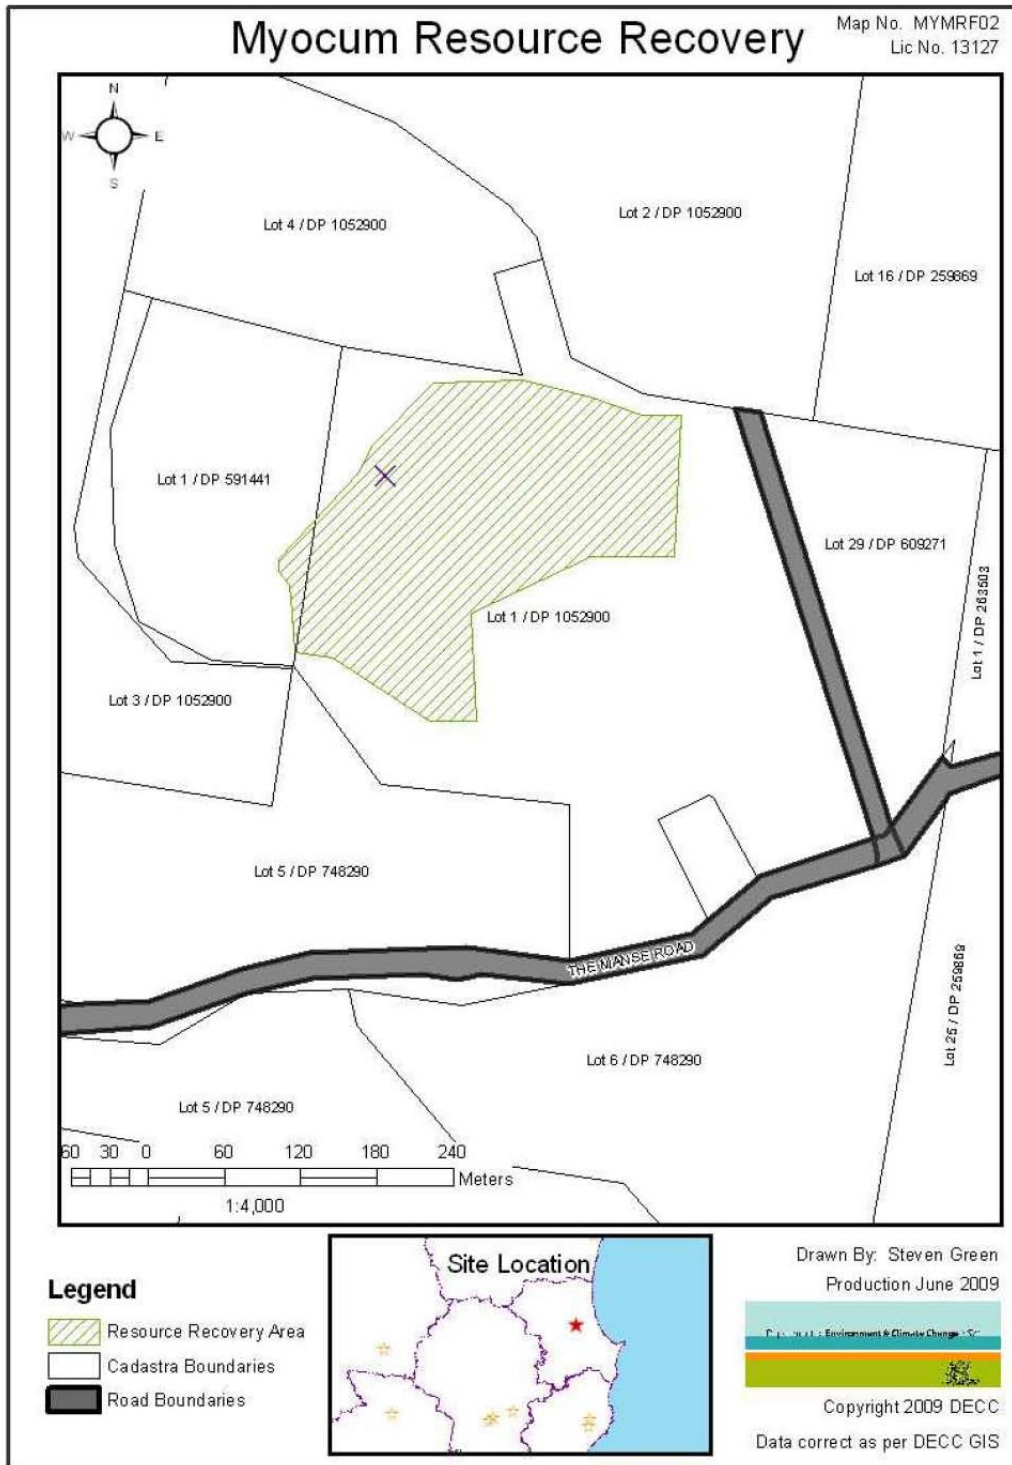 Myocum Resource Recovery
Map No. MYMRF02
Lic No. 13127
N
W
E
S
Lot 4 / DP 1052900
Lot 2 / DP 1052900
Lot 16 / DP 259869
Lot 1 / DP 591441
Lot 29 / DP 609271
Lot 1 / DP 263503
Lot 1 / DP 1052900
Lot 3 / DP 1052900
Lot 5 / DP 748290
THE MANSE ROAD
Lot 25 / DP 259869
Lot 6 / DP 748290
Lot 5 / DP 748290
60 30 0 60 120 180 240
Meters
1:4,000
Legend
Resource Recovery Area
Cadastra Boundaries
Road Boundaries
Site Location
Drawn By: Steven Green
Production June 2009
Environment & Climate Change
Copyright 2009 DECC
Data correct as per DECC GIS